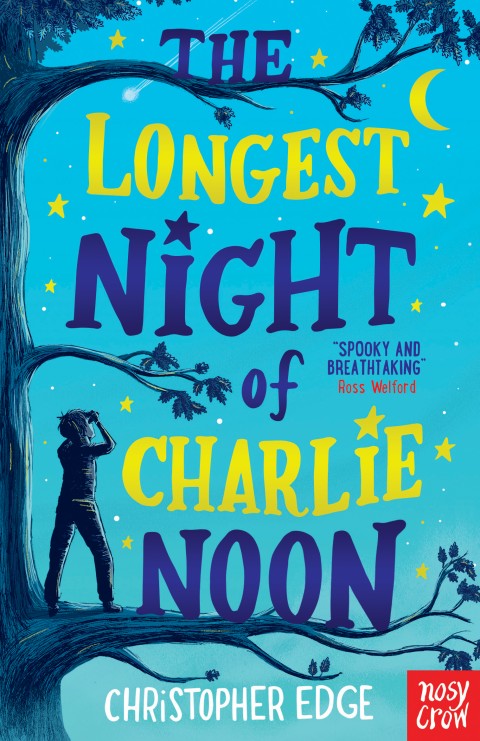 THE
LONGEST
NiGHT
of
"SPOOKY AND
BREATHTAKING"
Ross Welford
CHARLiE
NOON
CHRiSTOPHER EDGE
nosy
crow